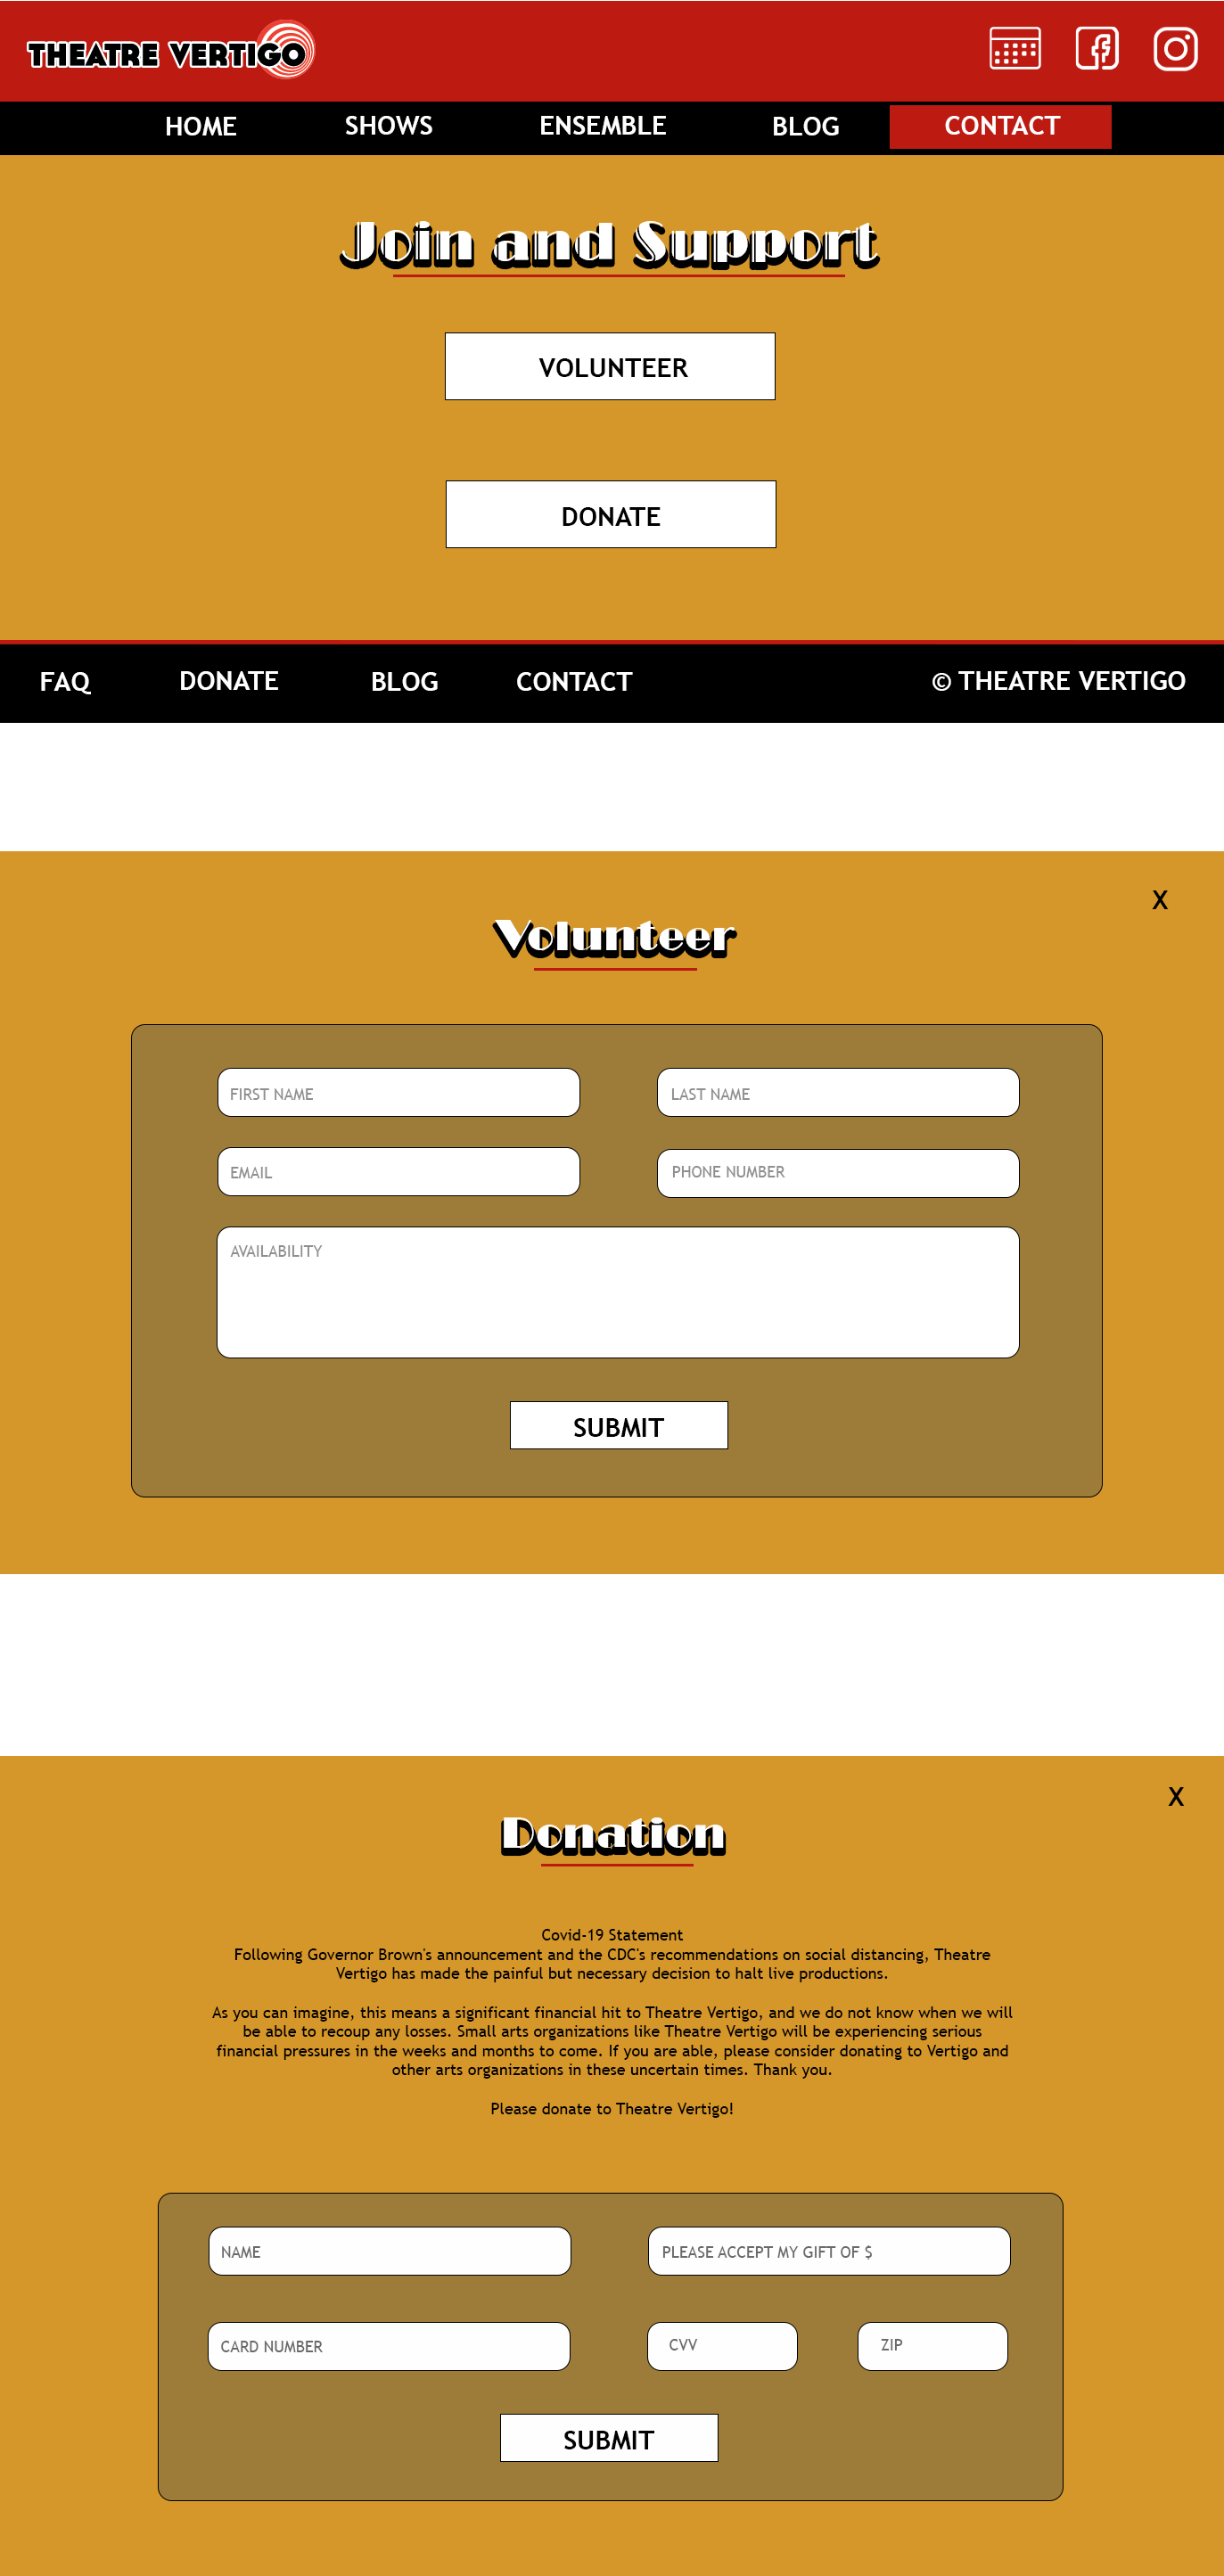 THEATRE VERTIGO
HOME SHOWS ENSEMBLE BLOG CONTACT
Join and Support
VOLUNTEER
DONATE
FAQ DONATE BLOG CONTACT © THEATRE VERTIGO
X
Volunteer
FIRST NAME LAST NAME
EMAIL PHONE NUMBER
AVAILABILITY
SUBMIT
X
Donation
Covid-19 Statement
Following Governor Brown's announcement and the CDC's recommendations on social distancing, Theatre
Vertigo has made the painful but necessary decision to halt live productions.
As you can imagine, this means a significant financial hit to Theatre Vertigo, and we do not know when we will
be able to recoup any losses. Small arts organizations like Theatre Vertigo will be experiencing serious
financial pressures in the weeks and months to come. If you are able, please consider donating to Vertigo and
other arts organizations in these uncertain times. Thank you.
Please donate to Theatre Vertigo!
NAME PLEASE ACCEPT MY GIFT OF $
CARD NUMBER CVV ZIP
SUBMIT